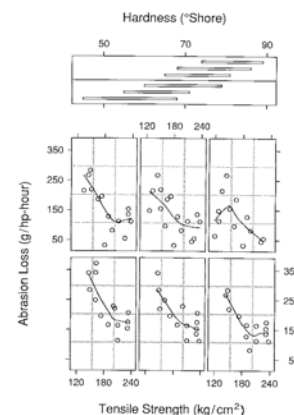 Hardness (°Shore)
50 70 90
120 180 240
350
250
150
50
Abrasion Loss (g/hp-hour)
35
25
15
5
120 180 240 120 180 240
Tensile Strength (kg/cm²)